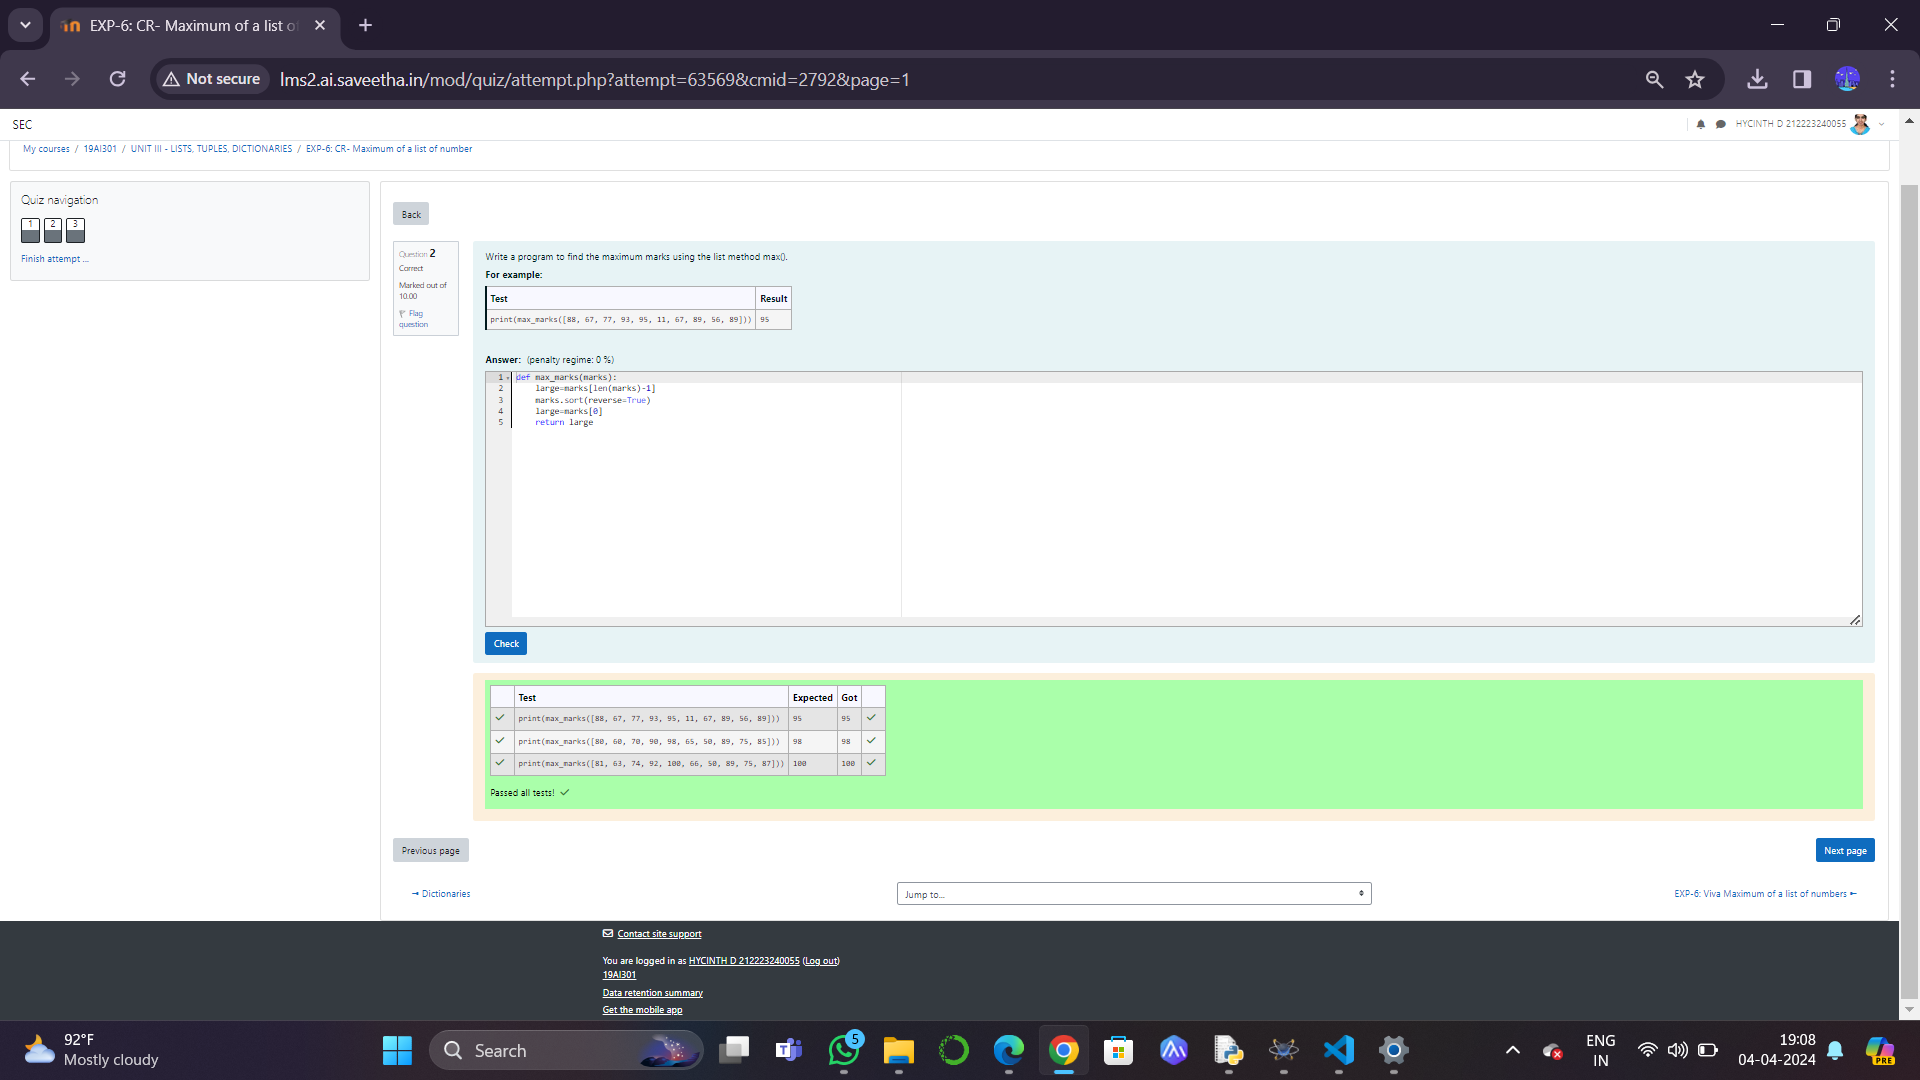 EXP-6: CR- Maximum of a list o
Not secure
lms2.ai.saveetha.in/mod/quiz/attempt.php?attempt=63569&cmid=2792&page=1
SEC
HYCINTH D 212223240055
My courses / 19AI301 / UNIT III - LISTS, TUPLES, DICTIONARIES / EXP-6: CR- Maximum of a list of number
Quiz navigation
1 2 3
Finish attempt ...
Back
Question 2
Correct
Marked out of
10.00
Flag
question
Write a program to find the maximum marks using the list method max().
For example:
Test Result
print(max_marks([88, 67, 77, 93, 95, 11, 67, 89, 56, 89])) 95
Answer: (penalty regime: 0 %)
1 def max_marks(marks):
2 large=marks[len(marks)-1]
3 marks.sort(reverse=True)
4 large=marks[0]
5 return large
Check
Test Expected Got
print(max_marks([88, 67, 77, 93, 95, 11, 67, 89, 56, 89])) 95 95
print(max_marks([80, 60, 70, 90, 98, 65, 50, 89, 75, 85])) 98 98
print(max_marks([81, 63, 74, 92, 100, 66, 50, 89, 75, 87])) 100 100
Passed all tests!
Previous page
Next page
Dictionaries
Jump to...
EXP-6: Viva Maximum of a list of numbers
Contact site support
You are logged in as HYCINTH D 212223240055 (Log out)
19AI301
Data retention summary
Get the mobile app
92°F
Mostly cloudy
Search
5
ENG
IN
19:08
04-04-2024
PRE